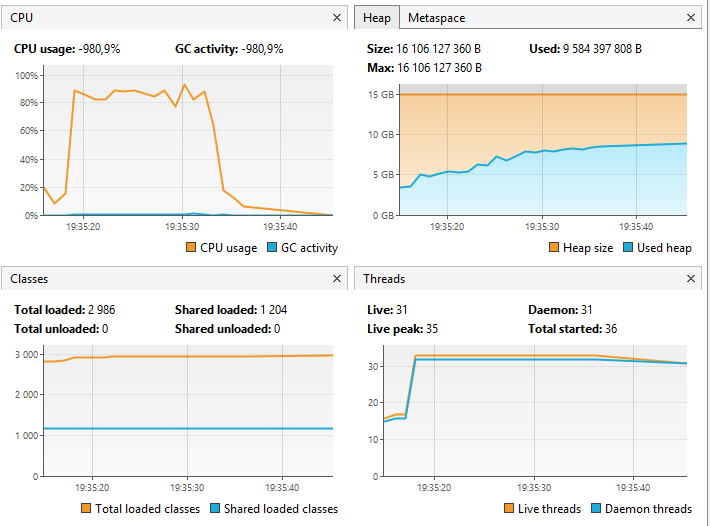 CPU
CPU usage: -980,9% GC activity: -980,9%
100%
80%
60%
40%
20%
0%
19:35:20 19:35:30 19:35:40
CPU usage GC activity
Heap Metaspace
Size: 16 106 127 360 B Used: 9 584 397 808 B
Max: 16 106 127 360 B
15 GB
10 GB
5 GB
0 GB
19:35:20 19:35:30 19:35:40
Heap size Used heap
Classes
Total loaded: 2 986 Shared loaded: 1 204
Total unloaded: 0 Shared unloaded: 0
3 000
2 000
1 000
0
19:35:20 19:35:30 19:35:40
Total loaded classes Shared loaded classes
Threads
Live: 31 Daemon: 31
Live peak: 35 Total started: 36
30
20
10
0
19:35:20 19:35:30 19:35:40
Live threads Daemon threads